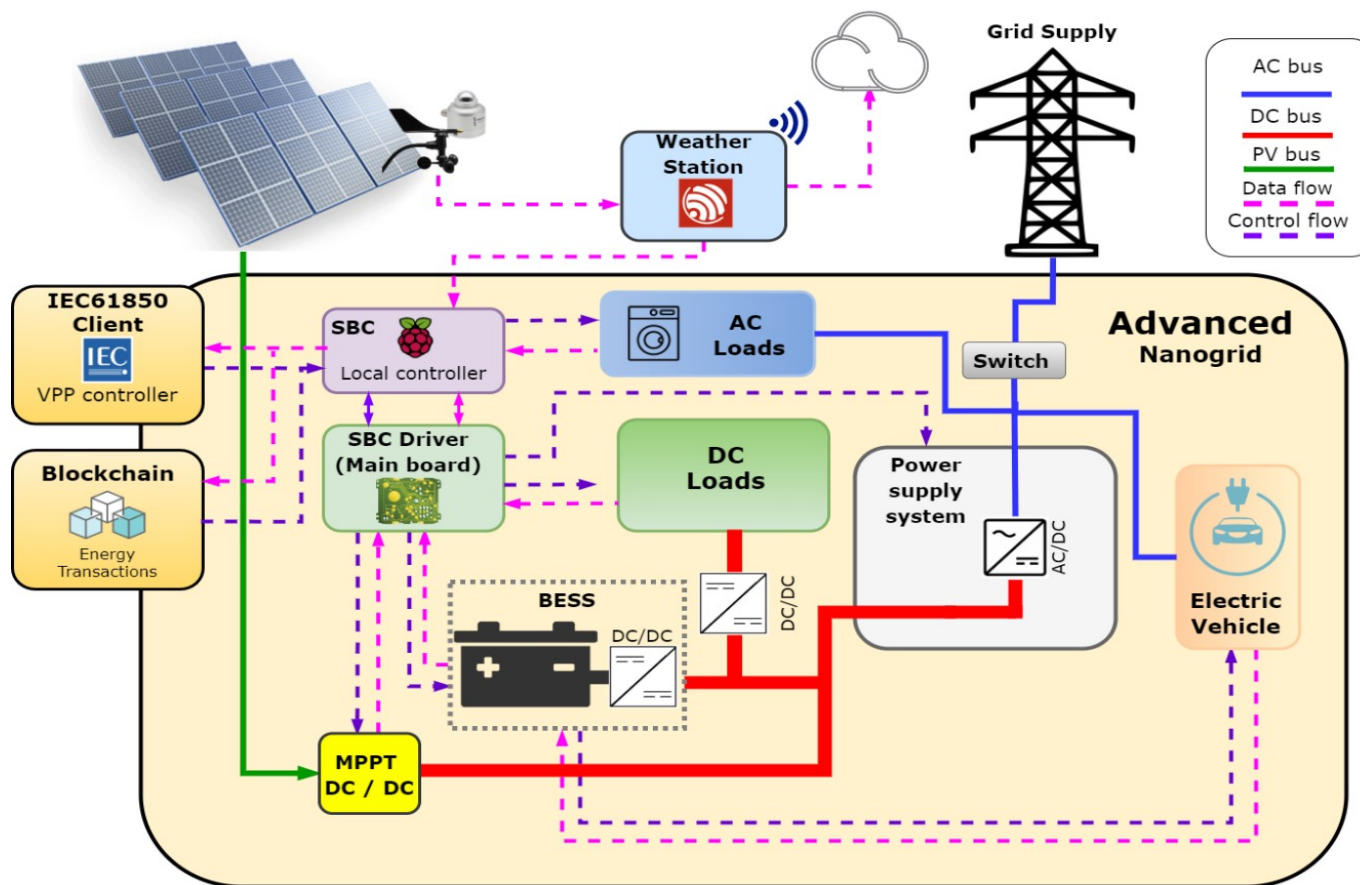 Grid Supply
AC bus
DC bus
PV bus
Data flow
Control flow
Weather
Station
IEC61850
Client
IEC
VPP controller
SBC
Local controller
AC
Loads
Switch
Advanced
Nanogrid
Blockchain
Energy
Transactions
SBC Driver
(Main board)
DC
Loads
Power
supply
system
AC/DC
DC/DC
BESS
DC/DC
Electric
Vehicle
MPPT
DC / DC